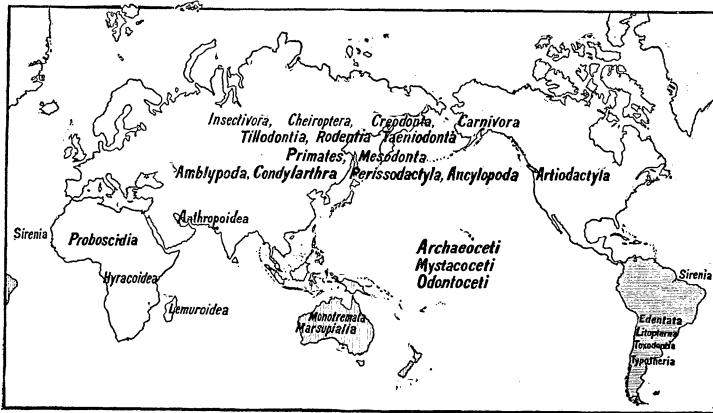 Insectivora, Cheiroptera, Creodonta, Carnivora
Tillodontia, Rodentia Taeniodonta
Primates, Mesodonta
Amblypoda, Condylarthra Perissodactyla, Ancylopoda Artiodactyla
Anthropoidea
Sirenia
Proboscidia
Hyracoidea
Lemuroidea
Archaeoceti
Mystacoceti
Odontoceti
Monotremata
Marsupialia
Sirenia
Edentata
Litopterna
Toxodontia
Typotheria